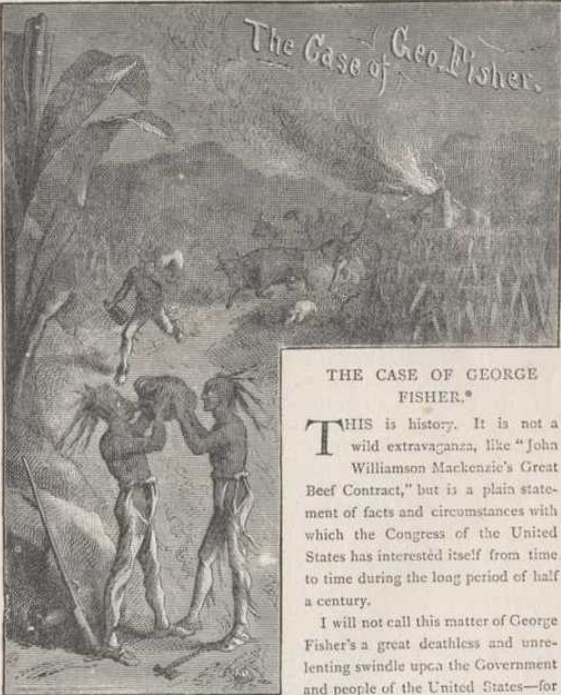 The Case of Geo. Fisher.
THE CASE OF GEORGE
FISHER.*
THIS is history. It is not a
wild extravaganza, like "John
Williamson Mackenzie's Great
Beef Contract," but is a plain state-
ment of facts and circumstances with
which the Congress of the United
States has interested itself from time
to time during the long period of half
a century.
I will not call this matter of George
Fisher's a great deathless and unre-
lenting swindle upon the Government
and people of the United States—for